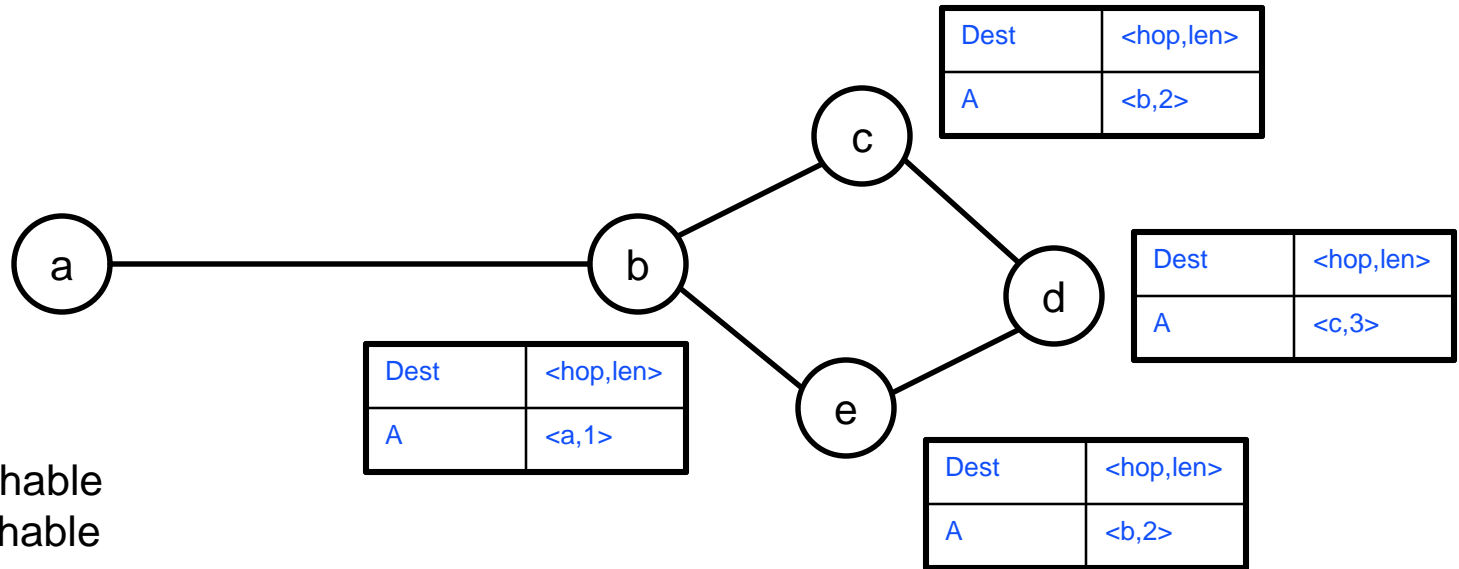 Dest <hop,len>
A <b,2>
c
a
b
d
Dest <hop,len>
A <c,3>
Dest <hop,len>
A <a,1>
e
hable
hable
Dest <hop,len>
A <b,2>